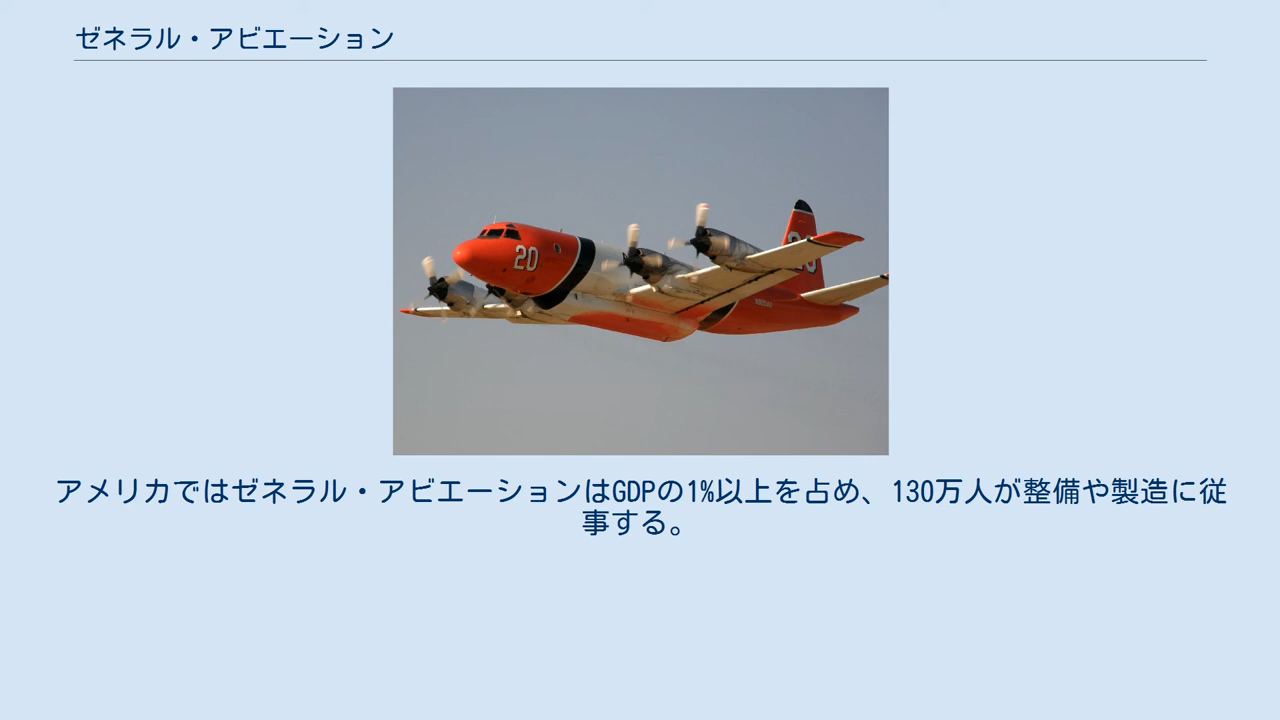 ゼネラル・アビエーション
20
アメリカではゼネラル・アビエーションはGDPの1%以上を占め、130万人が整備や製造に従
事する。